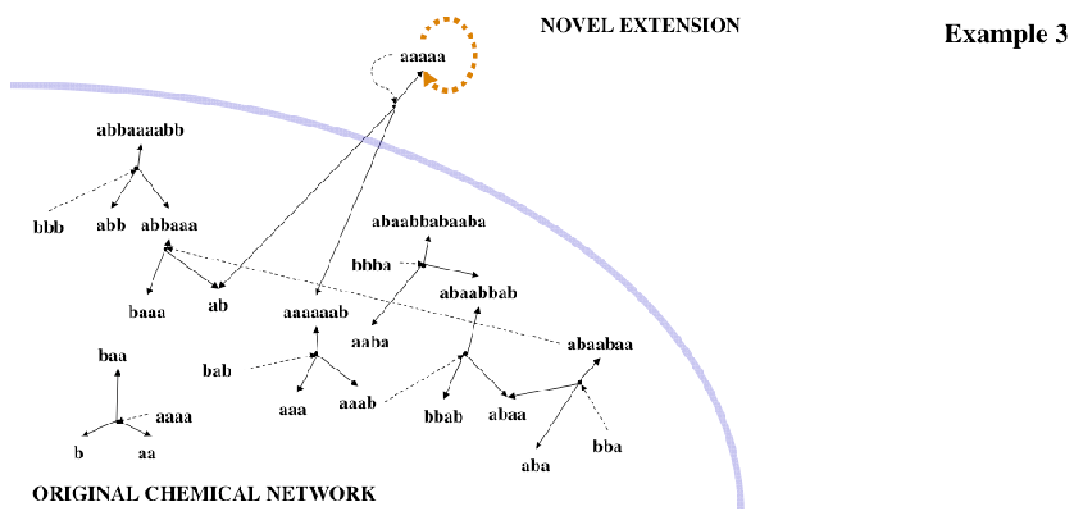 NOVEL EXTENSION
Example 3
aaaaa
abbaaaabb
bbb
abb
abbaaa
abaabbabaaba
bbba
abaabbab
baaa
ab
aaaaaab
aaba
abaabaa
baa
bab
aaaa
aaa
aaab
bbab
abaa
b
aa
aba
bba
ORIGINAL CHEMICAL NETWORK